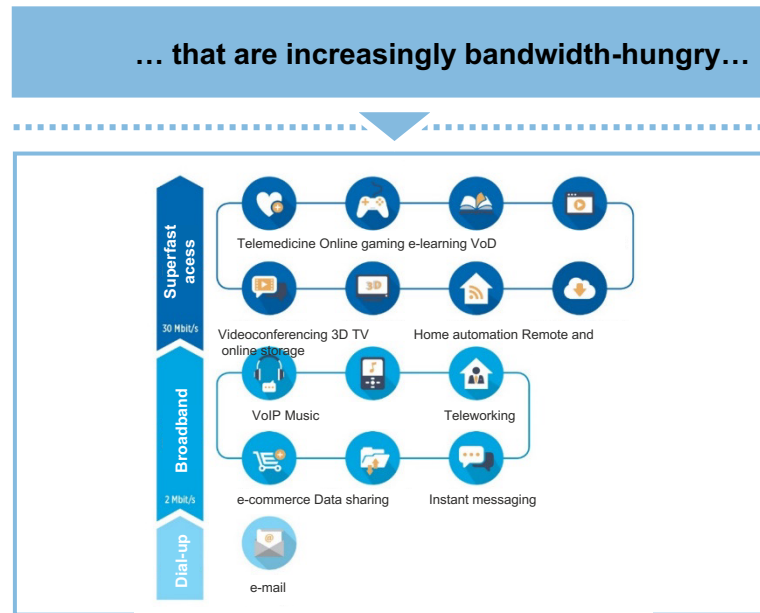 … that are increasingly bandwidth-hungry…
Superfast
acess
30 Mbit/s
Telemedicine Online gaming e-learning VoD
3D
Videoconferencing 3D TV
Home automation Remote and
online storage
Broadband
2 Mbit/s
VoIP Music
Teleworking
e-commerce Data sharing
Instant messaging
Dial-up
@
e-mail